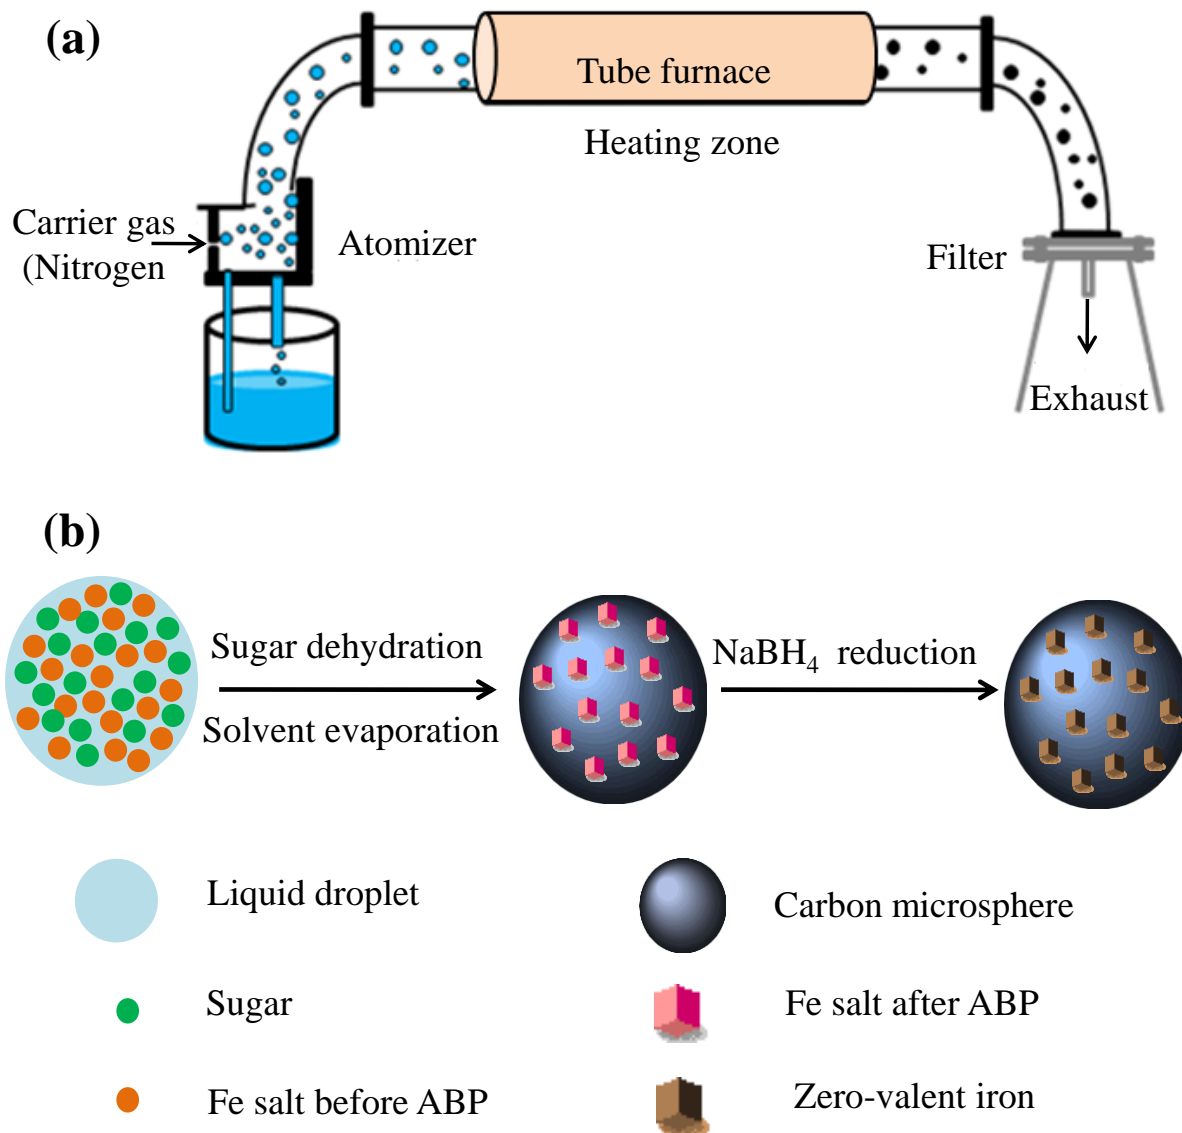 (a)
Tube furnace
Heating zone
Carrier gas
(Nitrogen
Atomizer
Filter
Exhaust
(b)
Sugar dehydration
Solvent evaporation
NaBH₄ reduction
Liquid droplet
Carbon microsphere
Sugar
Fe salt after ABP
Fe salt before ABP
Zero-valent iron